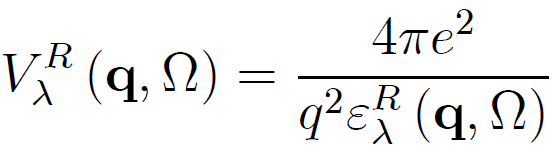 V_λ^R (q, Ω) = 4πe² / q² ε_λ^R (q, Ω)